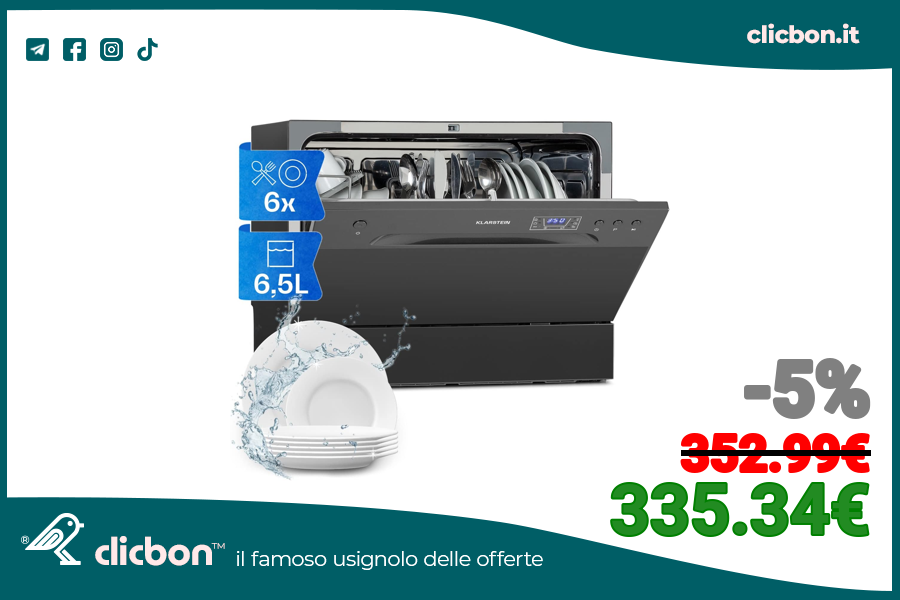 clicbon.it
6x
KLARSTEIN
6,5L
-5%
352.99€
335.34€
® clicbon™ il famoso usignolo delle offerte